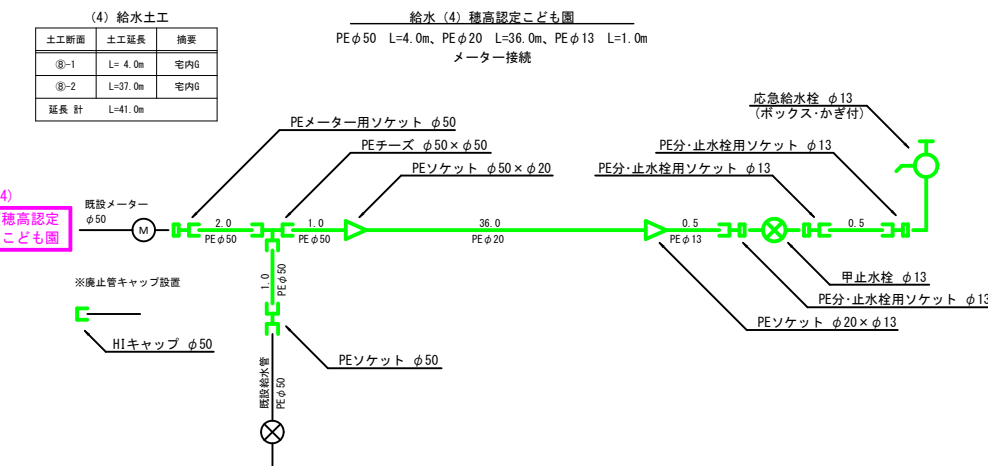 (4) 給水土工
土工断面 土工延長 摘要
⑧-1 L= 4.0m 宅内G
⑧-2 L=37.0m 宅内G
延長 計 L=41.0m
給水 (4) 穂高認定こども園
PEφ50 L=4.0m、PEφ20 L=36.0m、PEφ13 L=1.0m
メーター接続
応急給水栓 φ13
(ボックス・かぎ付)
PEメーター用ソケット φ50
PEチーズ φ50×φ50
PEソケット φ50×φ20
PE分・止水栓用ソケット φ13
PE分・止水栓用ソケット φ13
4)
穂高認定
こども園
既設メーター
φ50
M
2.0
PEφ50
1.0
PEφ50
36.0
PEφ20
0.5
PEφ13
0.5
1.0
PEφ50
※廃止管キャップ設置
HIキャップ φ50
甲止水栓 φ13
PE分・止水栓用ソケット φ13
PEソケット φ20×φ13
PEソケット φ50
既設給水管
PEφ50